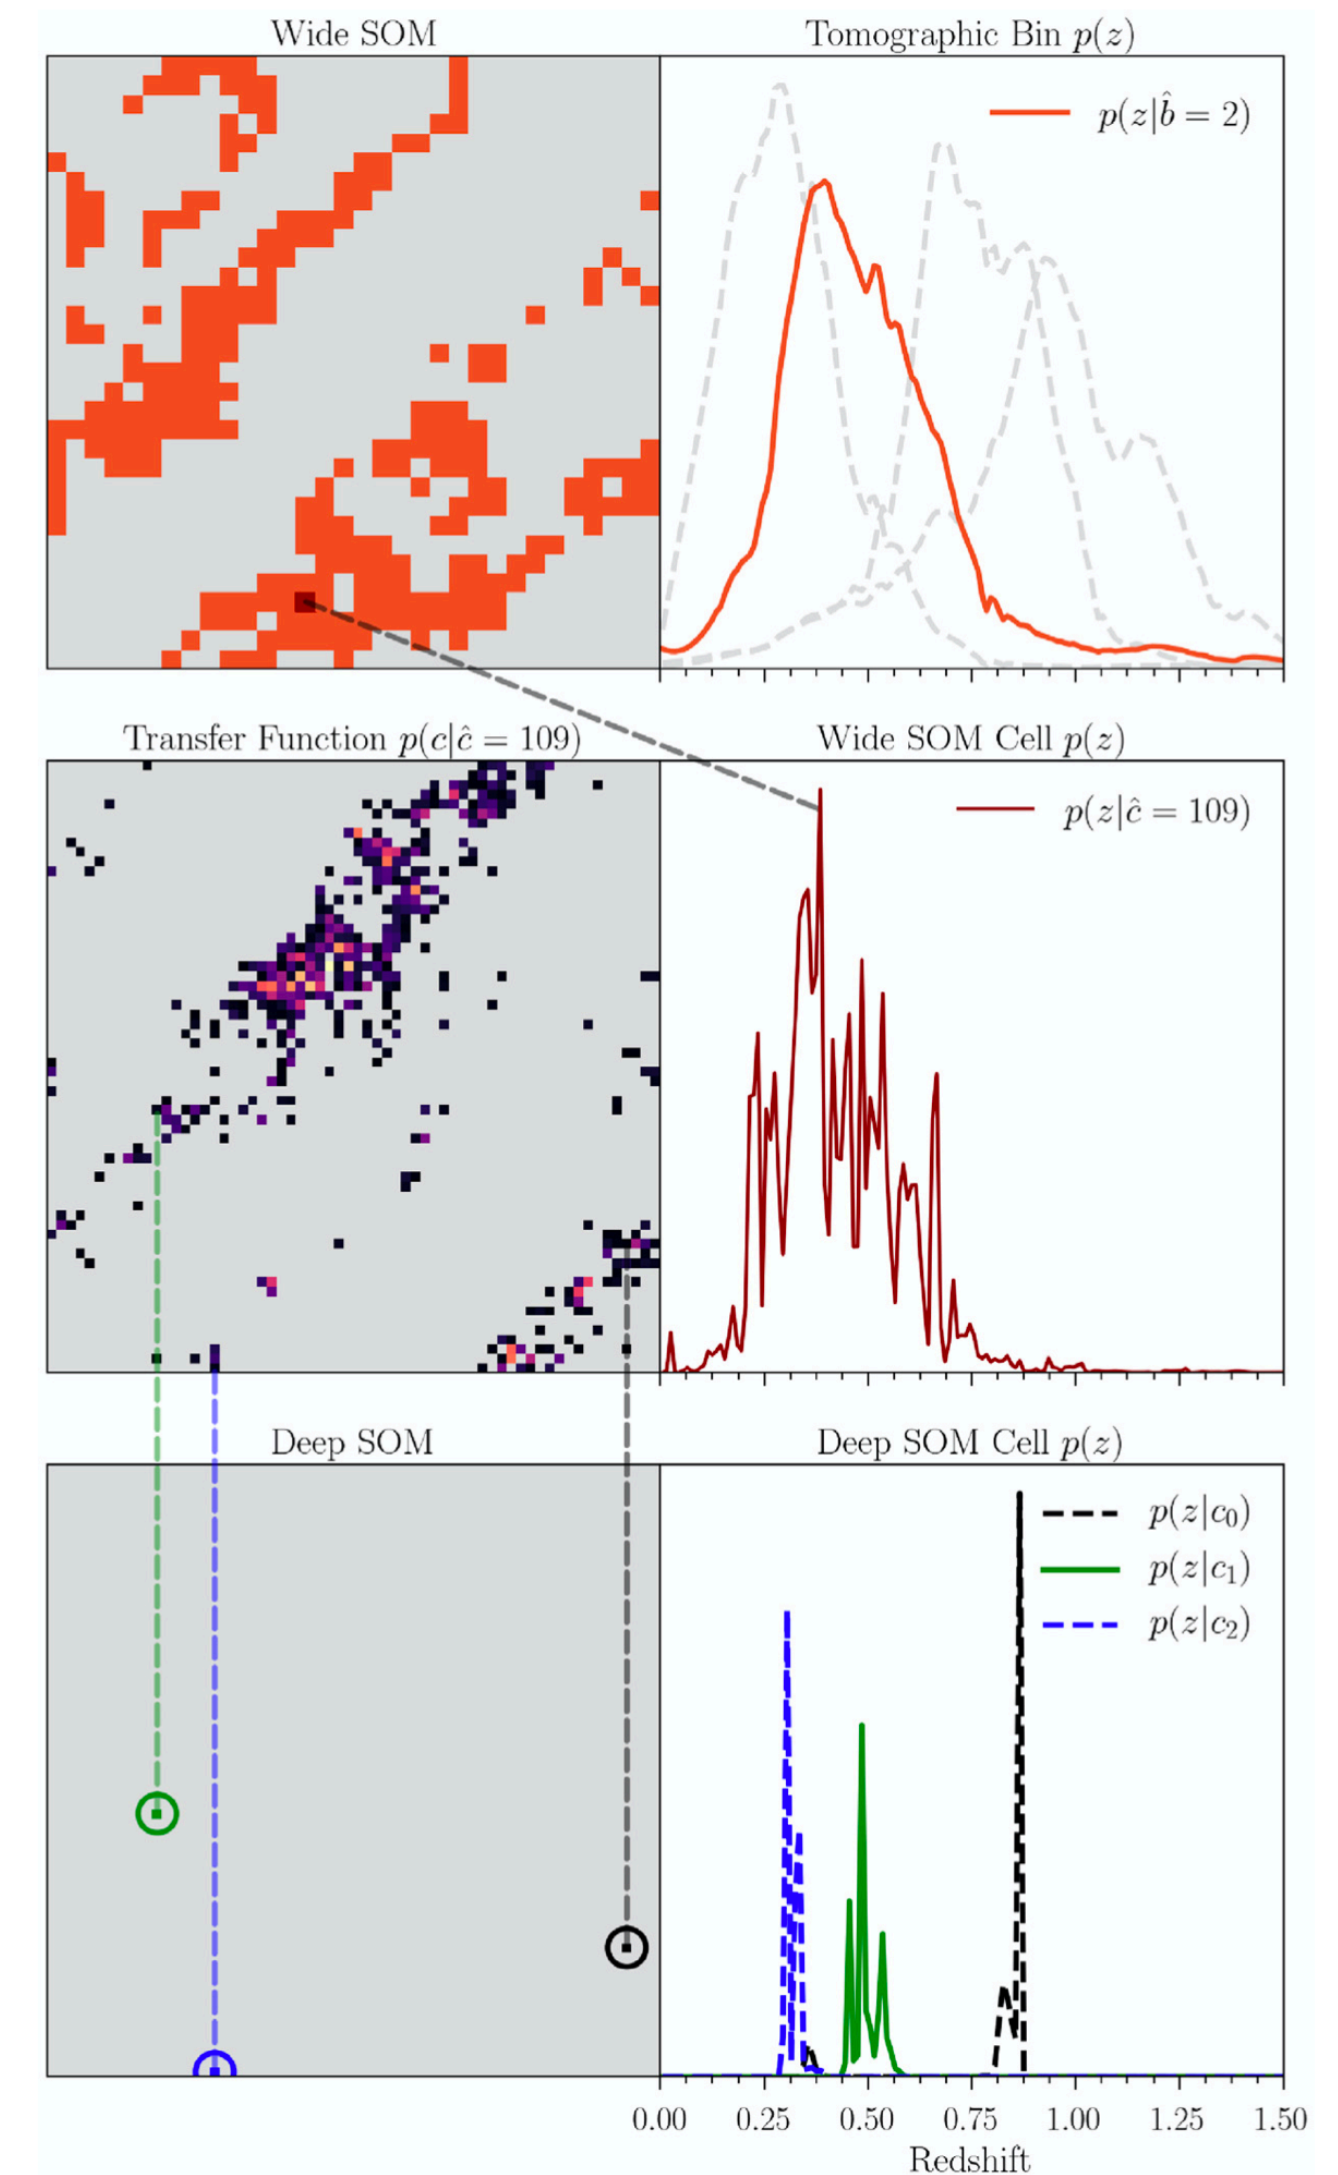 Wide SOM
Tomographic Bin p(z)
p(z|b̂ = 2)
Transfer Function p(c|ĉ = 109)
Wide SOM Cell p(z)
p(z|ĉ = 109)
Deep SOM
Deep SOM Cell p(z)
p(z|c₀)
p(z|c₁)
p(z|c₂)
0.00 0.25 0.50 0.75 1.00 1.25 1.50
Redshift